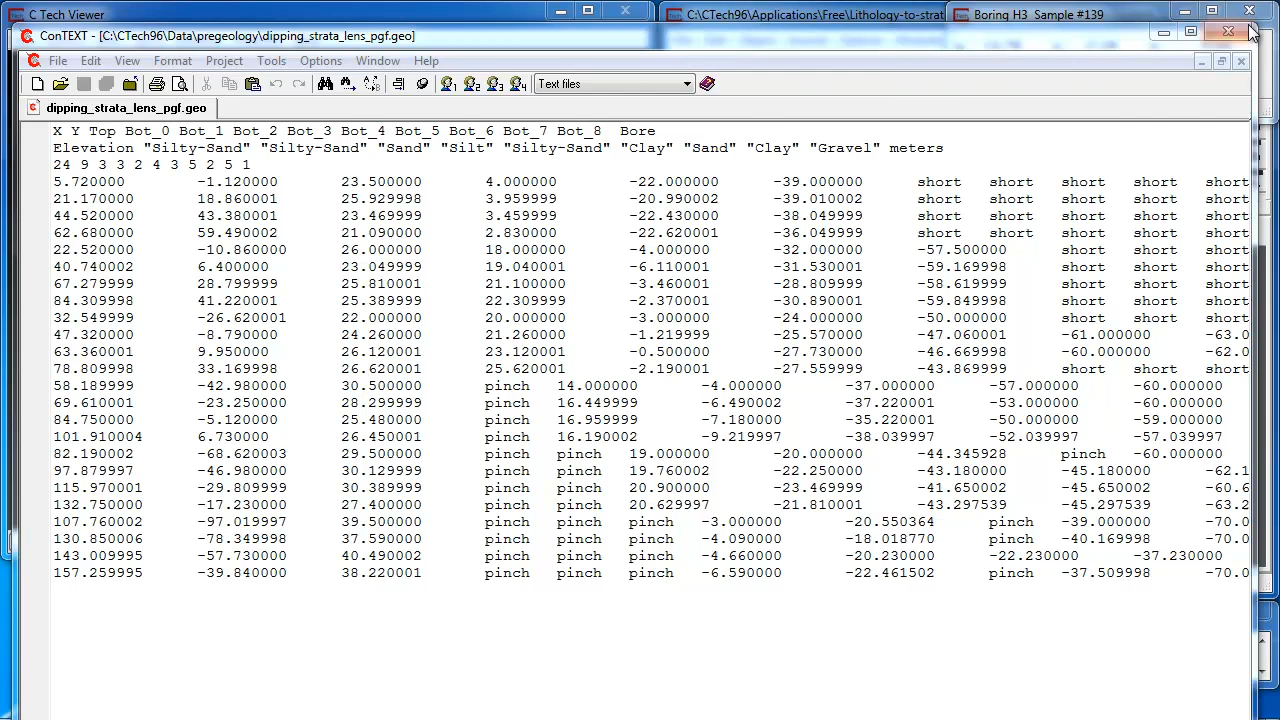 C Tech Viewer
C:\CTech96\Applications\Free\Lithology-to-strat
Boring H3 Sample #139
ConTEXT - [C:\CTech96\Data\pregeology\dipping_strata_lens_pgf.geo]
File Edit View Format Project Tools Options Window Help
1 2 3 4 Text files
dipping_strata_lens_pgf.geo
X Y Top Bot_0 Bot_1 Bot_2 Bot_3 Bot_4 Bot_5 Bot_6 Bot_7 Bot_8 Bore
Elevation "Silty-Sand" "Silty-Sand" "Sand" "Silt" "Silty-Sand" "Clay" "Sand" "Clay" "Gravel" meters
24 9 3 3 2 4 3 5 2 5 1
5.720000 -1.120000 23.500000 4.000000 -22.000000 -39.000000 short short short short short
21.170000 18.860001 25.929998 3.959999 -20.990002 -39.010002 short short short short short
44.520000 43.380001 23.469999 3.459999 -22.430000 -38.049999 short short short short short
62.680000 59.490002 21.090000 2.830000 -22.620001 -36.049999 short short short short short
22.520000 -10.860000 26.000000 18.000000 -4.000000 -32.000000 -57.500000 short short short
40.740002 6.400000 23.049999 19.040001 -6.110001 -31.530001 -59.169998 short short short
67.279999 28.799999 25.810001 21.100000 -3.460001 -28.809999 -58.619999 short short short
84.309998 41.220001 25.389999 22.309999 -2.370001 -30.890001 -59.849998 short short short
32.549999 -26.620001 22.000000 20.000000 -3.000000 -24.000000 -50.000000 short short short
47.320000 -8.790000 24.260000 21.260000 -1.219999 -25.570000 -47.060001 -61.000000 -63.0
63.360001 9.950000 26.120001 23.120001 -0.500000 -27.730000 -46.669998 -60.000000 -62.0
78.809998 33.169998 26.620001 25.620001 -2.190001 -27.559999 -43.869999 short short short
58.189999 -42.980000 30.500000 pinch 14.000000 -4.000000 -37.000000 -57.000000 -60.000000
69.610001 -23.250000 28.299999 pinch 16.449999 -6.490002 -37.220001 -53.000000 -60.000000
84.750000 -5.120000 25.480000 pinch 16.959999 -7.180000 -35.220001 -50.000000 -59.000000
101.910004 6.730000 26.450001 pinch 16.190002 -9.219997 -38.039997 -52.039997 -57.039997
82.190002 -68.620003 29.500000 pinch pinch 19.000000 -20.000000 -44.345928 pinch -60.000000
97.879997 -46.980000 30.129999 pinch pinch 19.760002 -22.250000 -43.180000 -45.180000 -62.1
115.970001 -29.809999 30.389999 pinch pinch 20.900000 -23.469999 -41.650002 -45.650002 -60.6
132.750000 -17.230000 27.400000 pinch pinch 20.629997 -21.810001 -43.297539 -45.297539 -63.2
107.760002 -97.019997 39.500000 pinch pinch pinch -3.000000 -20.550364 pinch -39.000000 -70.0
130.850006 -78.349998 37.590000 pinch pinch pinch -4.090000 -18.018770 pinch -40.169998 -70.0
143.009995 -57.730000 40.490002 pinch pinch pinch -4.660000 -20.230000 -22.230000 -37.230000
157.259995 -39.840000 38.220001 pinch pinch pinch -6.590000 -22.461502 pinch -37.509998 -70.0